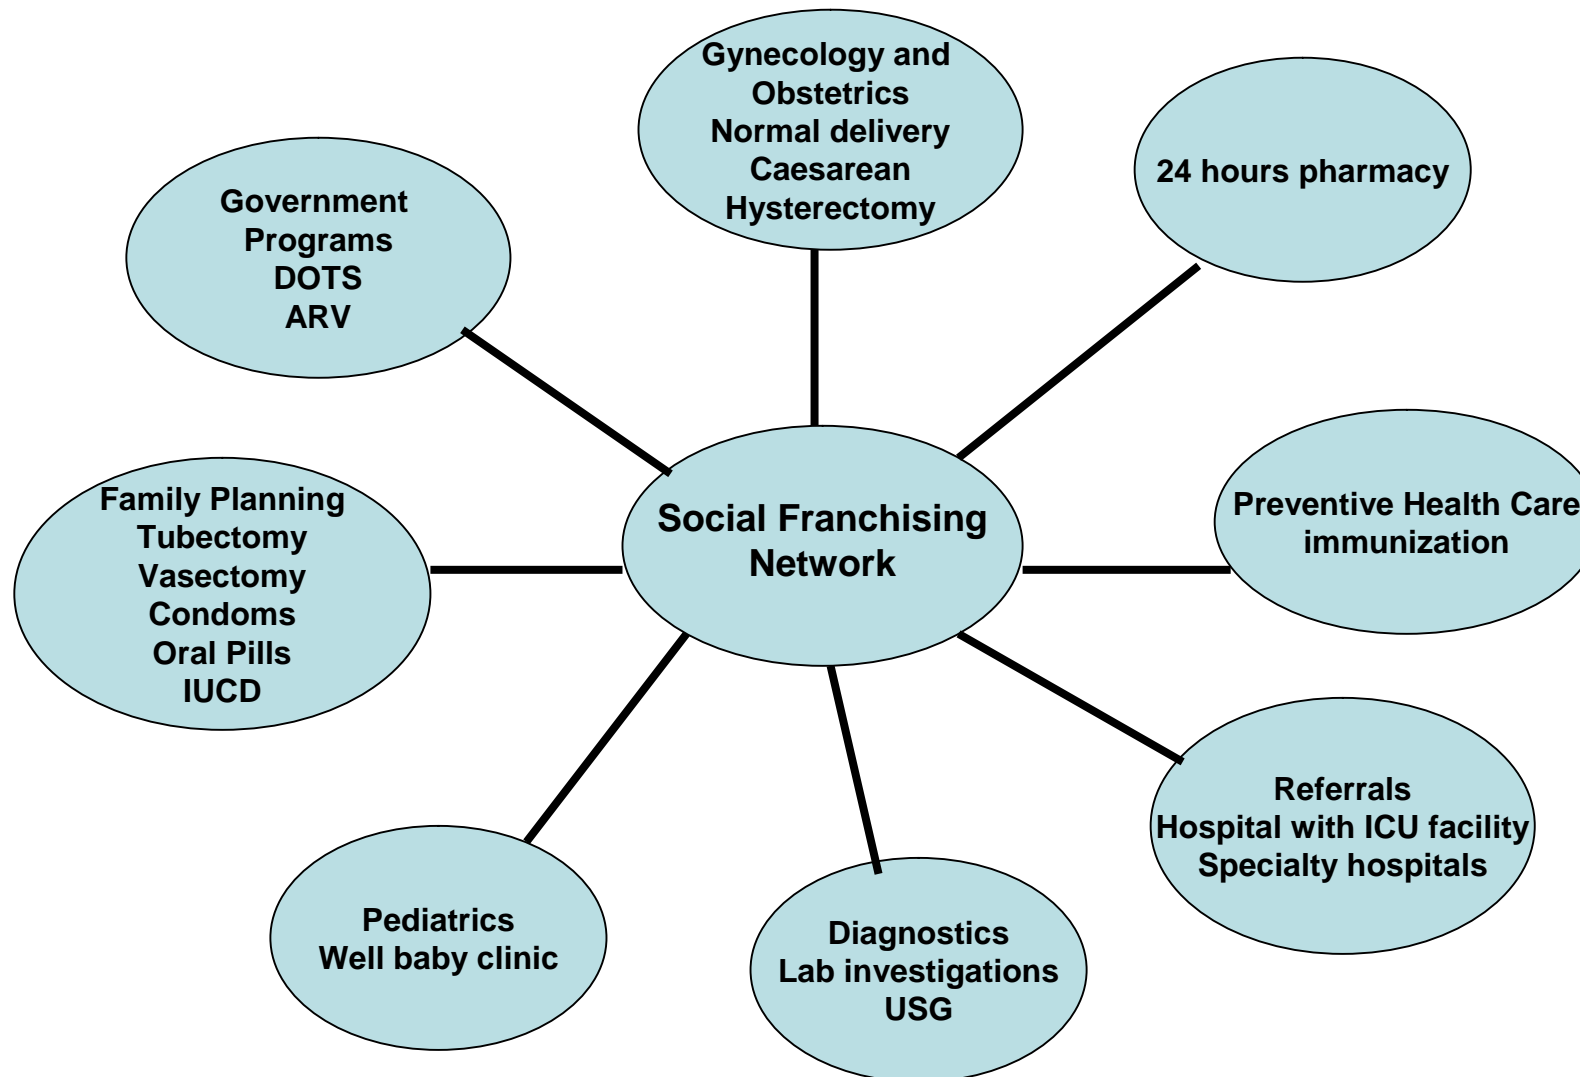 Gynecology and
Obstetrics
Normal delivery
Caesarean
Hysterectomy
24 hours pharmacy
Government
Programs
DOTS
ARV
Social Franchising
Network
Preventive Health Care
immunization
Family Planning
Tubectomy
Vasectomy
Condoms
Oral Pills
IUCD
Referrals
Hospital with ICU facility
Specialty hospitals
Pediatrics
Well baby clinic
Diagnostics
Lab investigations
USG